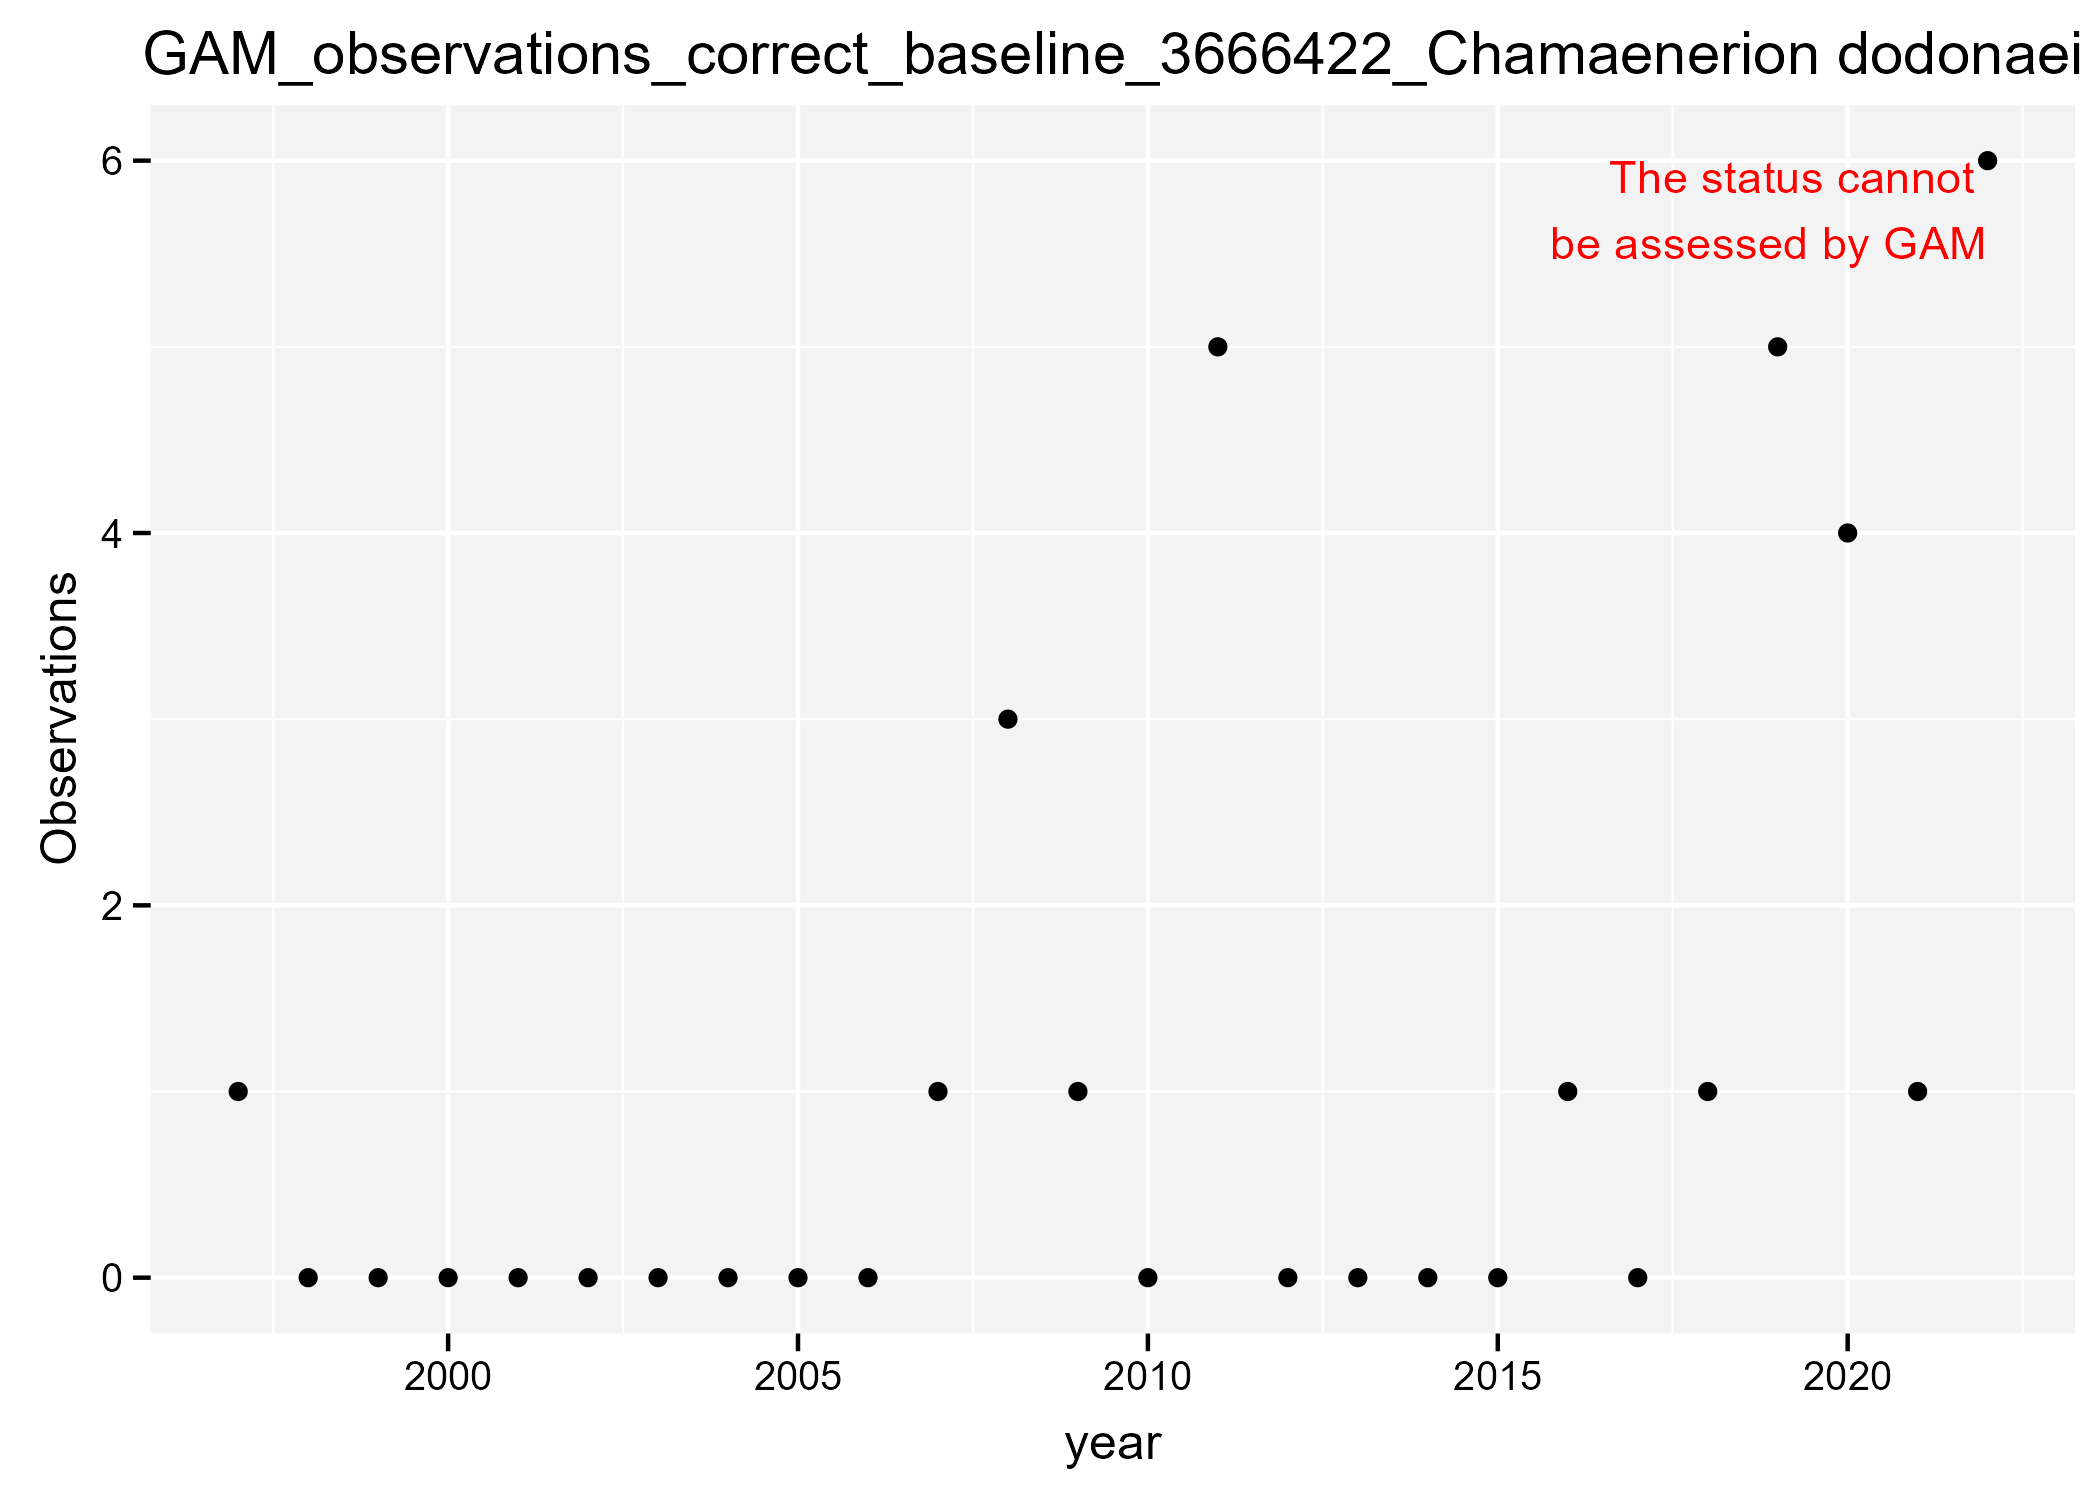 GAM_observations_correct_baseline_3666422_Chamaenerion dodonaei
6
The status cannot
be assessed by GAM
4
Observations
2
0
2000 2005 2010 2015 2020
year